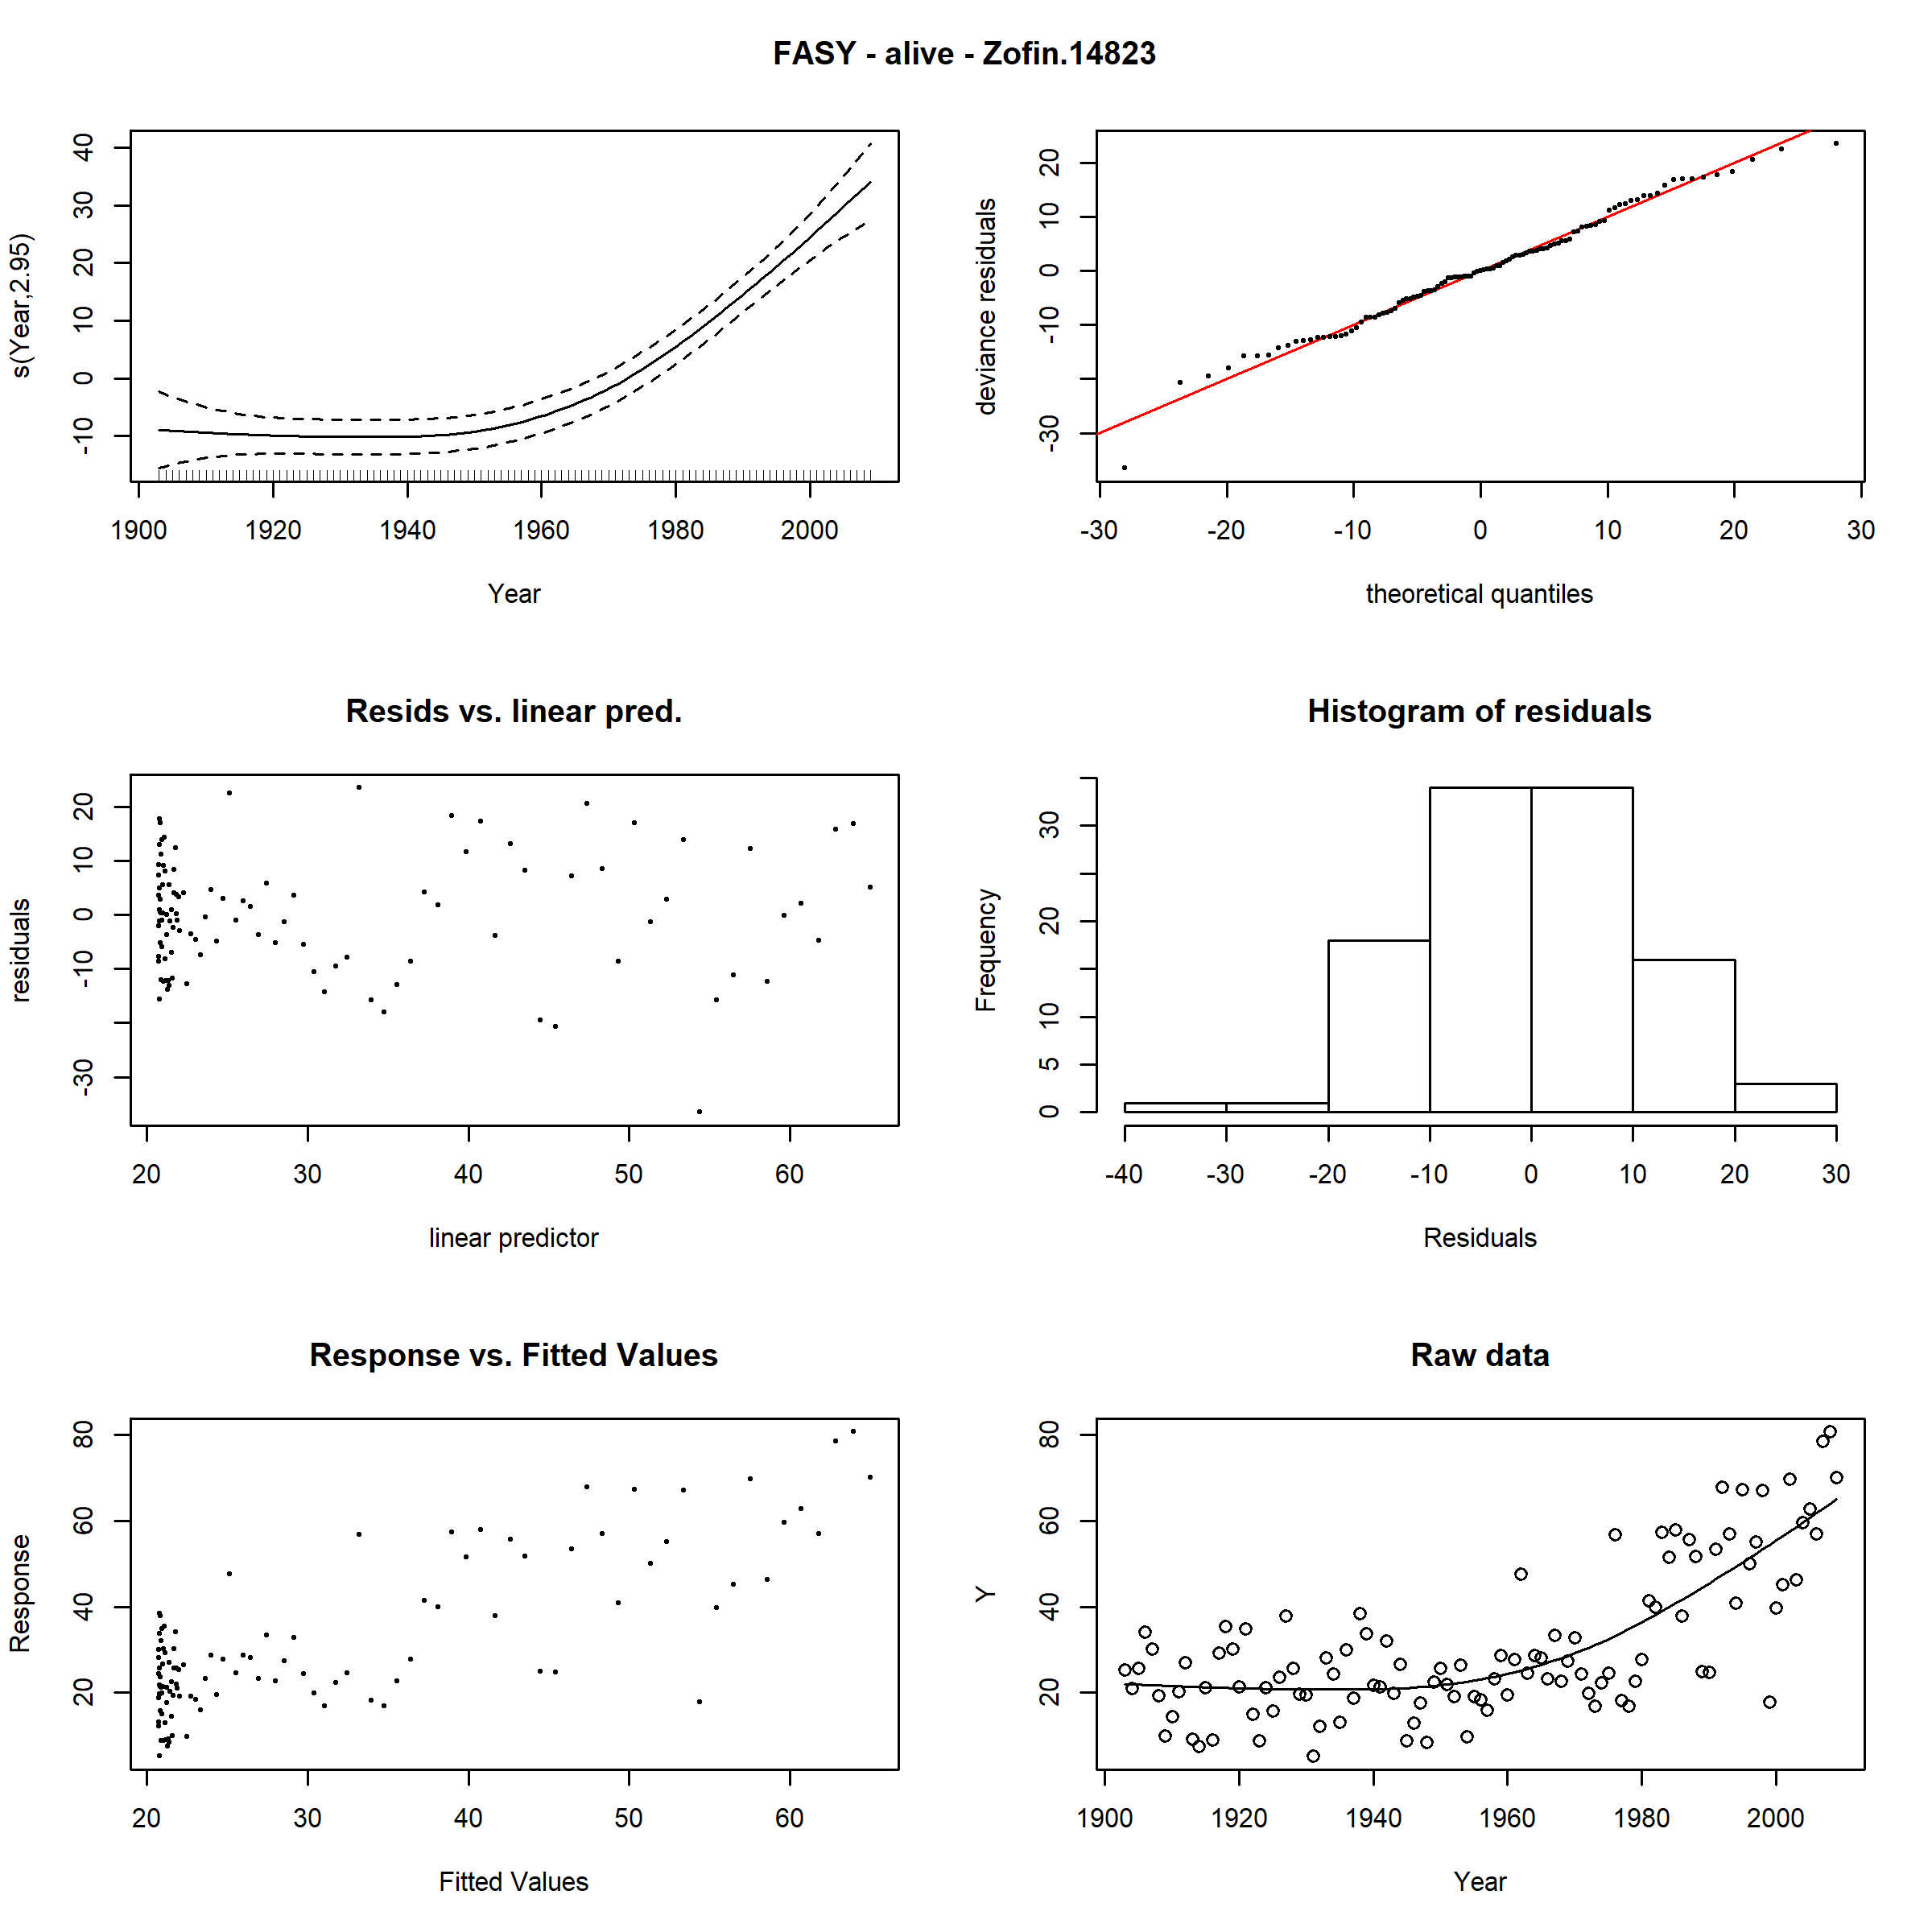 FASY - alive - Zofin.14823
s(Year,2.95)
-10 0 10 20 30 40
1900 1920 1940 1960 1980 2000
Year
deviance residuals
-30 -10 0 10 20
-30 -20 -10 0 10 20 30
theoretical quantiles
Resids vs. linear pred.
residuals
-30 -10 0 10 20
20 30 40 50 60
linear predictor
Histogram of residuals
Frequency
0 5 10 20 30
-40 -30 -20 -10 0 10 20 30
Residuals
Response vs. Fitted Values
Response
20 40 60 80
20 30 40 50 60
Fitted Values
Raw data
Y
20 40 60 80
1900 1920 1940 1960 1980 2000
Year